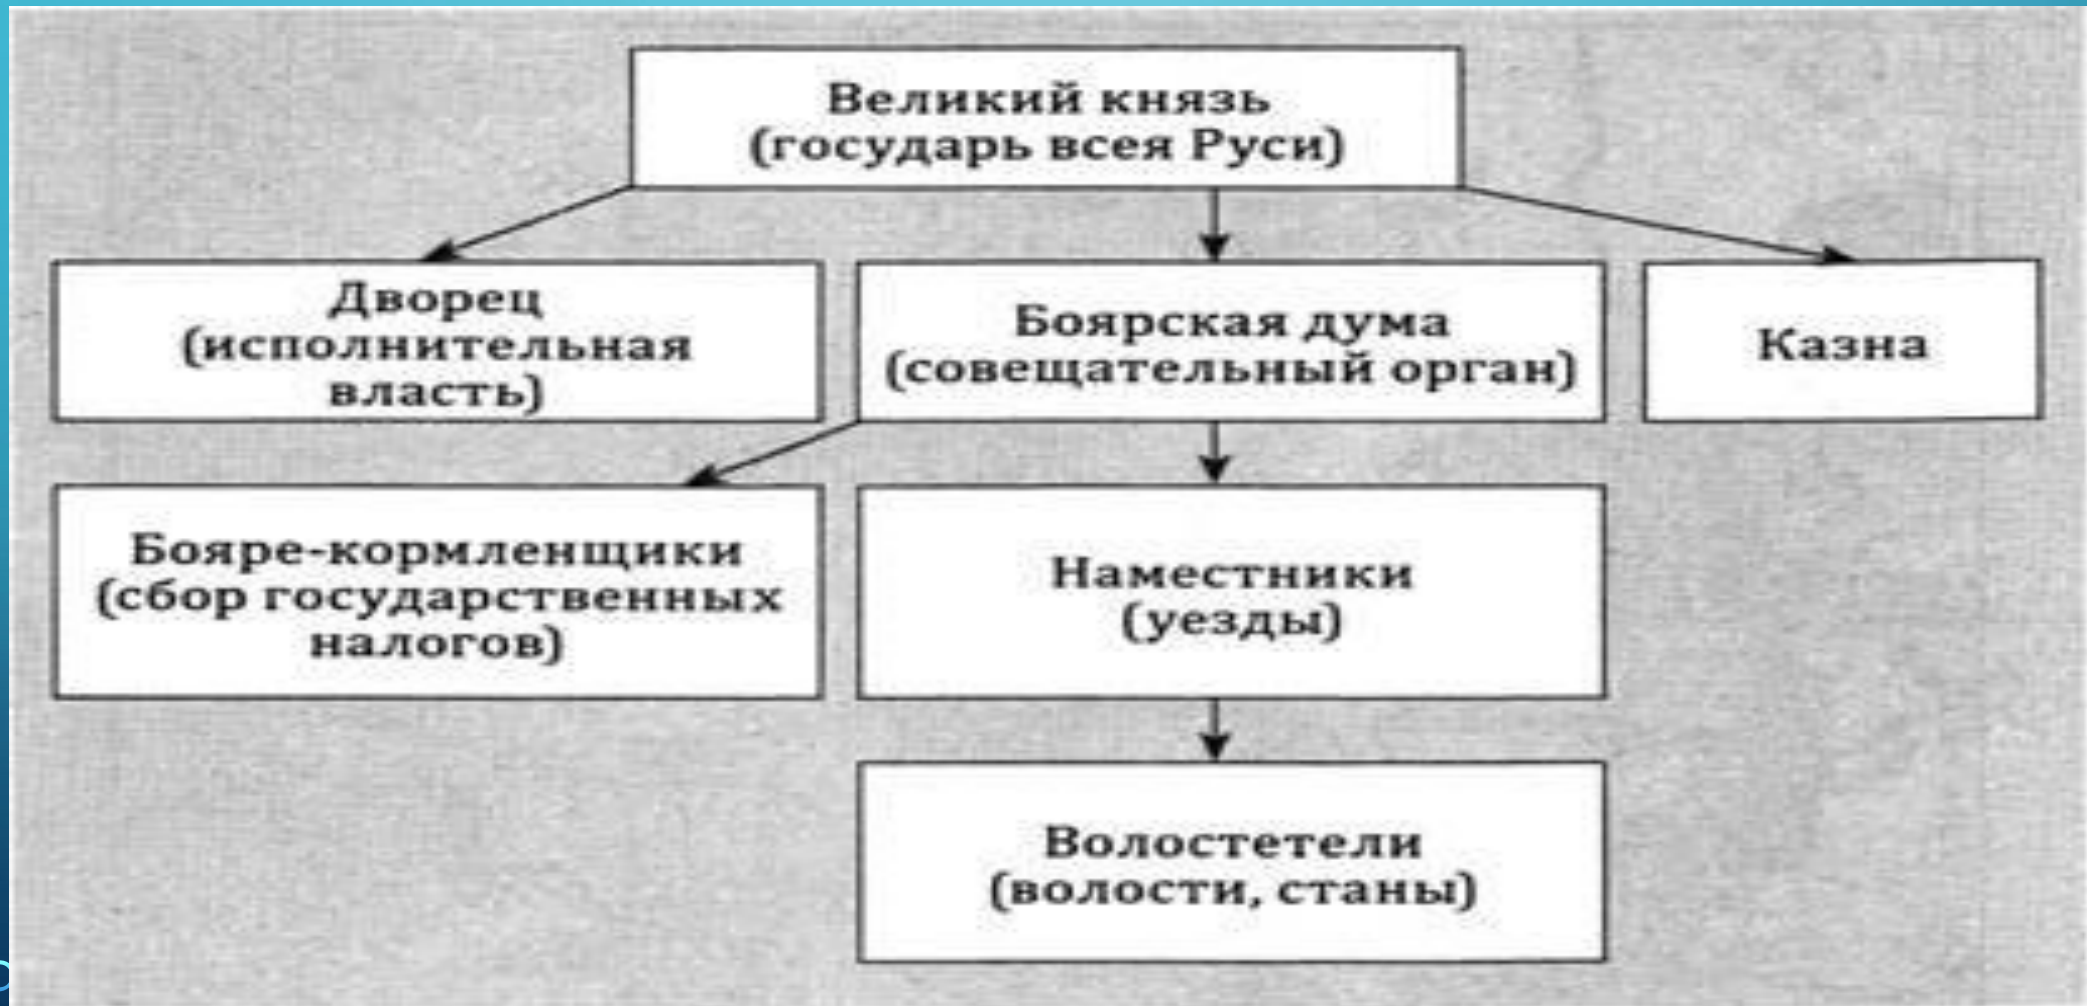 Великий князь
(государь всея Руси)
Дворец
(исполнительная
власть)
Боярская дума
(совещательный орган)
Казна
Бояре-кормленщики
(сбор государственных
налогов)
Наместники
(уезды)
Волостетели
(волости, станы)